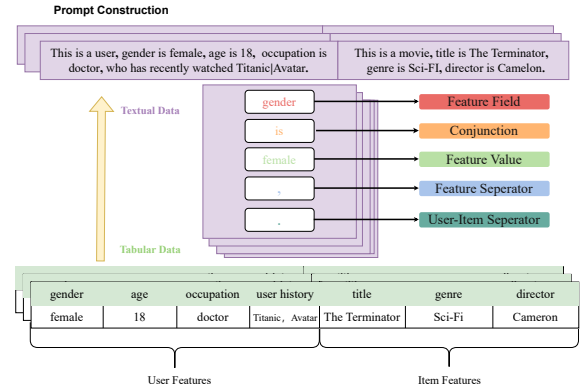 Prompt Construction
This is a user, gender is female, age is 18, occupation is
doctor, who has recently watched Titanic|Avatar.
This is a movie, title is The Terminator,
genre is Sci-FI, director is Camelon.
Textual Data
gender
Feature Field
is
Conjunction
female
Feature Value
,
Feature Seperator
.
User-Item Seperator
Tabular Data
gender age occupation user history title genre director
female 18 doctor Titanic, Avatar The Terminator Sci-Fi Cameron
User Features Item Features